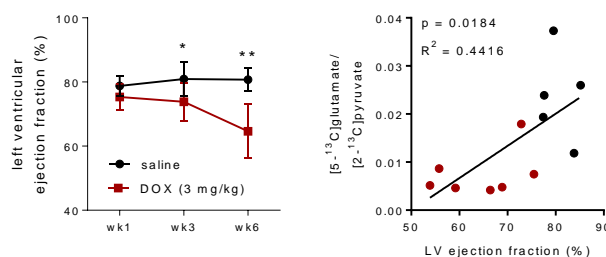 left ventricular
ejection fraction (%)
100
80
60
40
*
**
saline
DOX (3 mg/kg)
wk1
wk3
wk6
[5-¹³C]glutamate/
[2-¹³C]pyruvate
0.04
0.03
0.02
0.01
0.00
p = 0.0184
R² = 0.4416
50
60
70
80
90
LV ejection fraction (%)